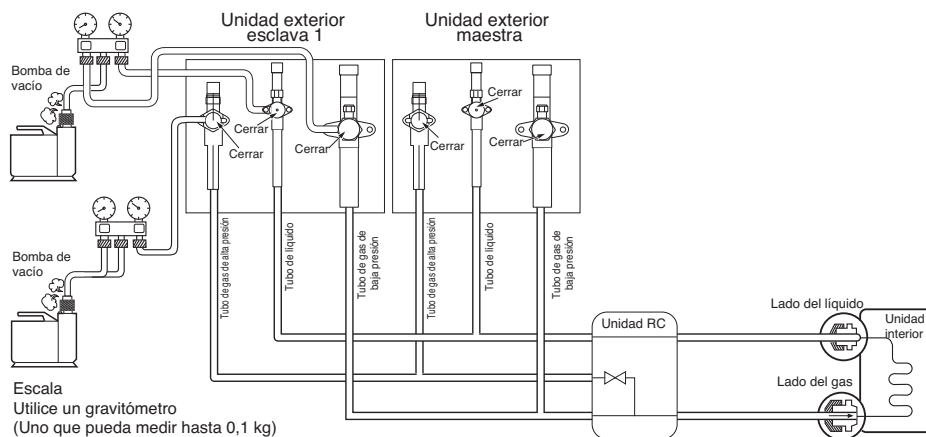 Unidad exterior
esclava 1
Unidad exterior
maestra
Bomba de
vacío
Cerrar
Cerrar
Cerrar
Cerrar
Cerrar
Cerrar
Bomba de
vacío
Tubo de gas de alta presión
Tubo de líquido
Tubo de gas de
baja presión
Tubo de gas de alta presión
Tubo de líquido
Tubo de gas de
baja presión
Unidad RC
Lado del líquido
Unidad
interior
Lado del gas
Escala
Utilice un gravitómetro
(Uno que pueda medir hasta 0,1 kg)